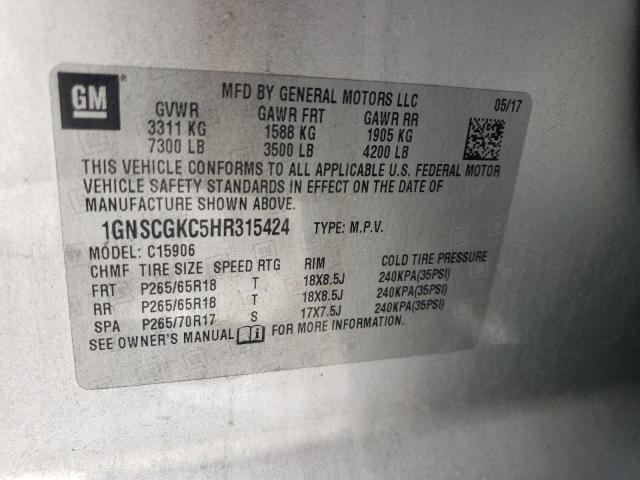 GM
MFD BY GENERAL MOTORS LLC 05/17
GVWR GAWR FRT GAWR RR
3311 KG 1588 KG 1905 KG
7300 LB 3500 LB 4200 LB
THIS VEHICLE CONFORMS TO ALL APPLICABLE U.S. FEDERAL MOTOR
VEHICLE SAFETY STANDARDS IN EFFECT ON THE DATE OF
MANUFACTURE SHOWN ABOVE.
1GNSCGKC5HR315424 TYPE: M.P.V.
MODEL: C15906
CHMF TIRE SIZE SPEED RTG RIM COLD TIRE PRESSURE
FRT P265/65R18 T 18X8.5J 240KPA(35PSI)
RR P265/65R18 T 18X8.5J 240KPA(35PSI)
SPA P265/70R17 S 17X7.5J 240KPA(35PSI)
SEE OWNER'S MANUAL FOR MORE INFORMATION.